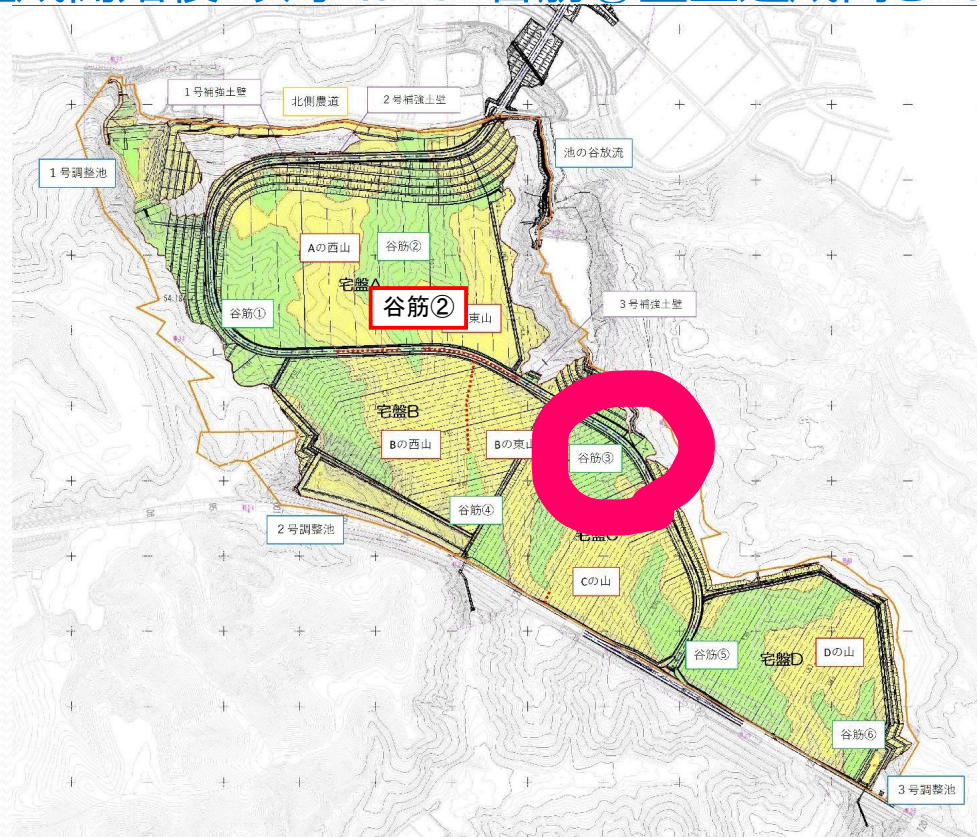 1号補強土壁
北側農道
2号補強土壁
池の谷放流
1号調整池
Aの西山
谷筋②
宅盤A
谷筋②
東山
3号補強土壁
谷筋①
宅盤B
Bの西山
Bの東山
谷筋③
谷筋④
2号調整池
Cの山
谷筋⑤
宅盤D
Dの山
谷筋⑥
3号調整池